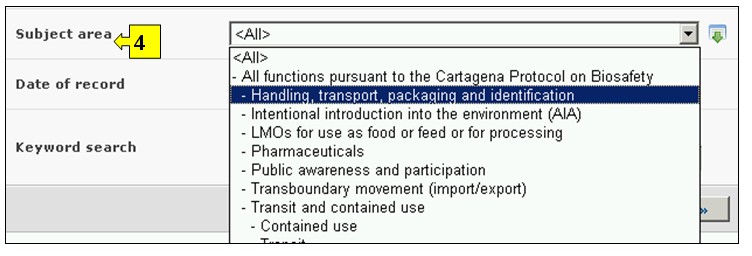 Subject area
4
<All>
<All>
- All functions pursuant to the Cartagena Protocol on Biosafety
- Handling, transport, packaging and identification
Date of record
- Intentional introduction into the environment (AIA)
- LMOs for use as food or feed or for processing
Keyword search
- Pharmaceuticals
- Public awareness and participation
- Transboundary movement (import/export)
- Transit and contained use
»
- Contained use
- Transit